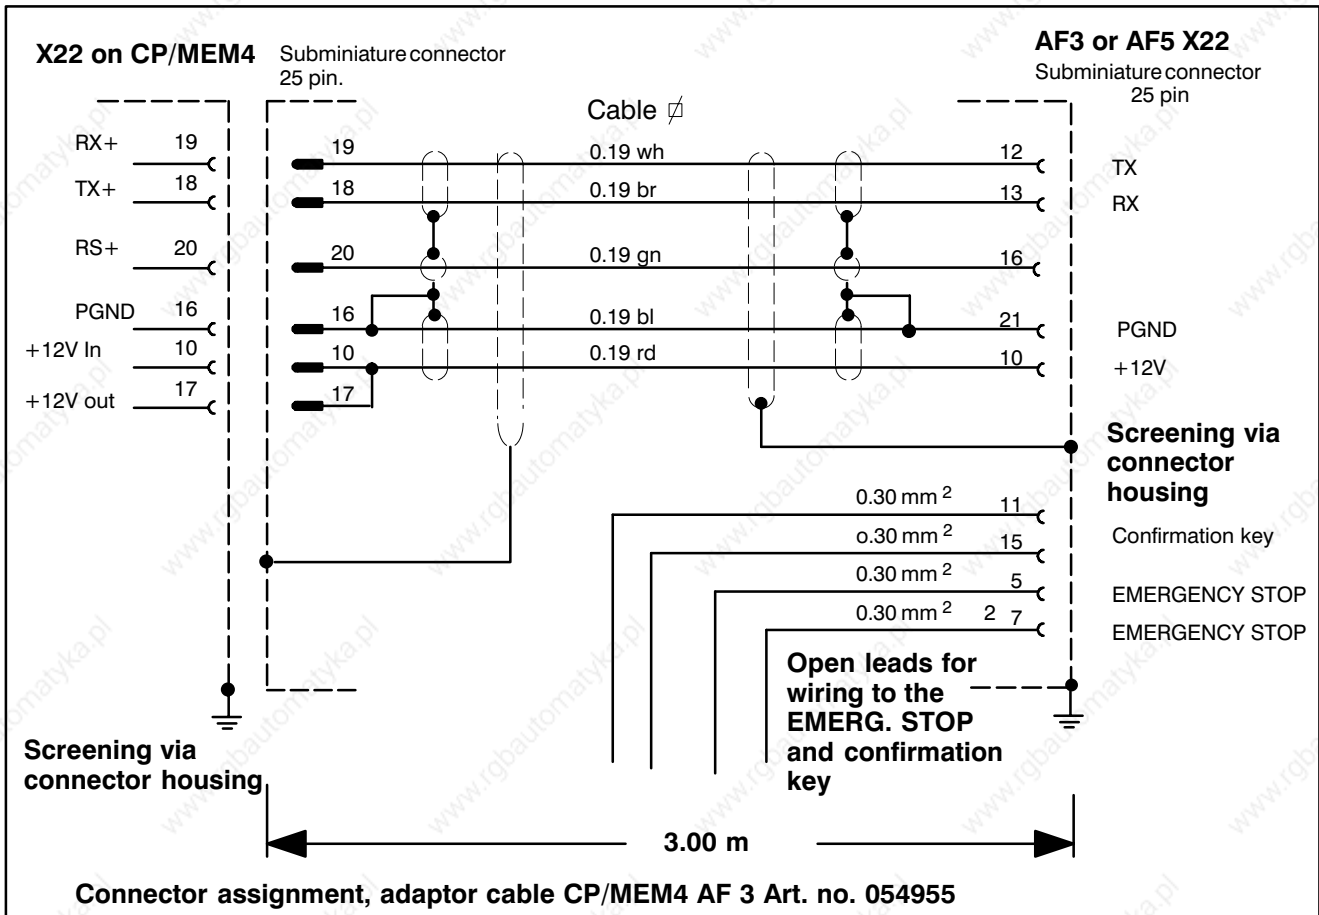 X22 on CP/MEM4
Subminiature connector
25 pin.
AF3 or AF5 X22
Subminiature connector
25 pin
Cable
RX+ 19 19 0.19 wh 12 TX
TX+ 18 18 0.19 br 13 RX
RS+ 20 20 0.19 gn 16
PGND 16 16 0.19 bl 21 PGND
+12V In 10 10 0.19 rd 10 +12V
+12V out 17 17
Screening via
connector
housing
0.30 mm 2 11
Confirmation key
o.30 mm 2 15
0.30 mm 2 5 EMERGENCY STOP
0.30 mm 2 2 7 EMERGENCY STOP
Open leads for
wiring to the
EMERG. STOP
and confirmation
key
Screening via
connector housing
3.00 m
Connector assignment, adaptor cable CP/MEM4 AF 3 Art. no. 054955
www.rgbautomatyka.pl